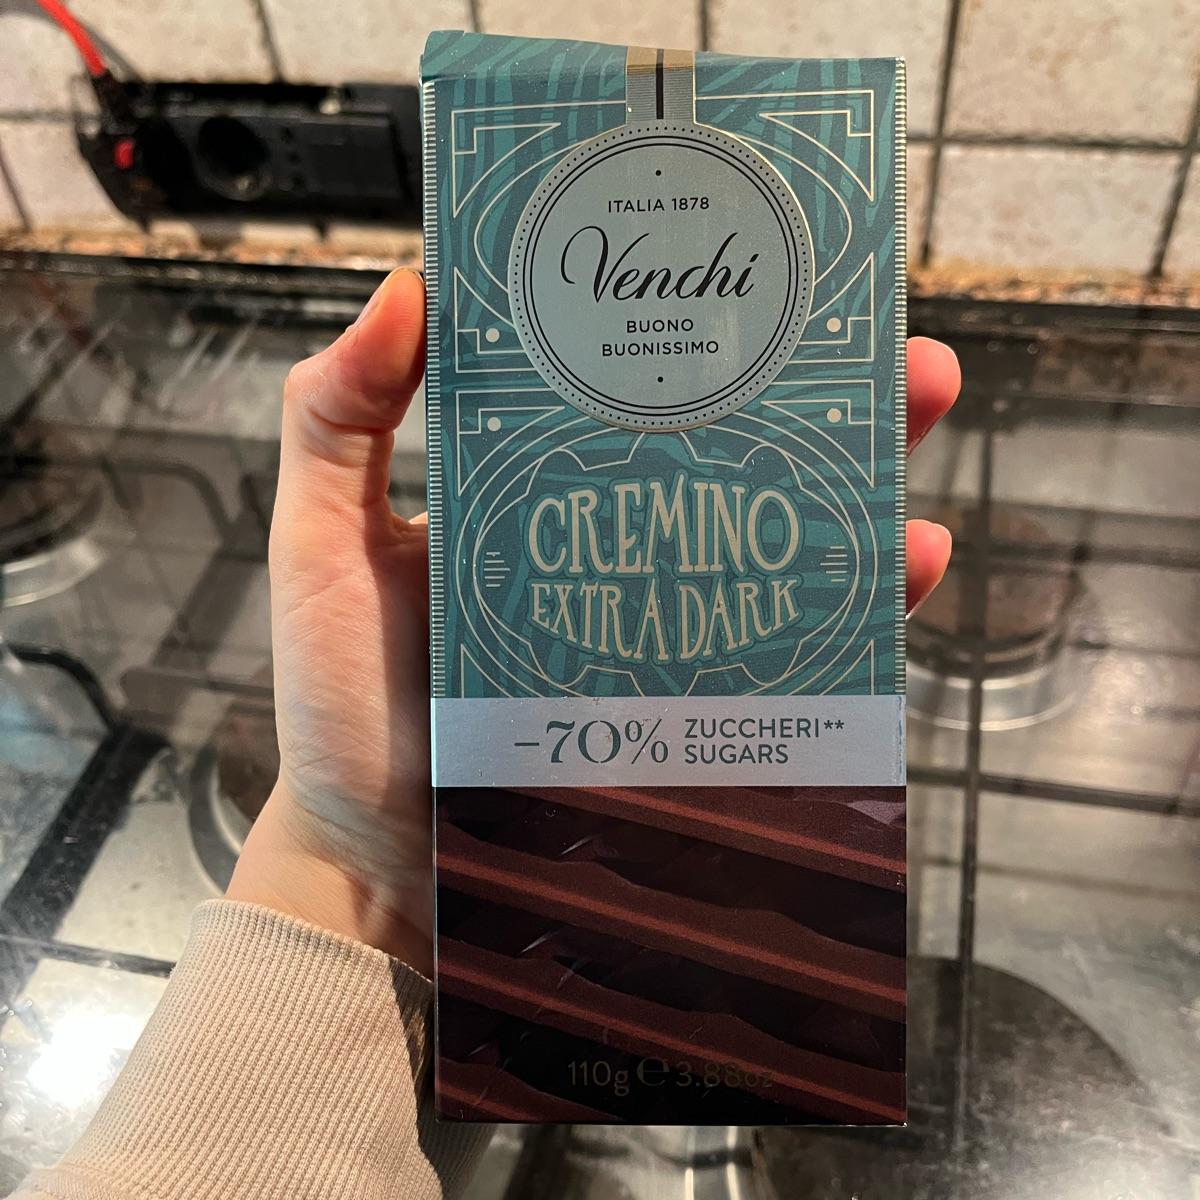 ITALIA 1878
Venchi
BUONO
BUONISSIMO
CREMINO
EXTRA DARK
-70% ZUCCHERI**
SUGARS
110g ℮ 3.88oz